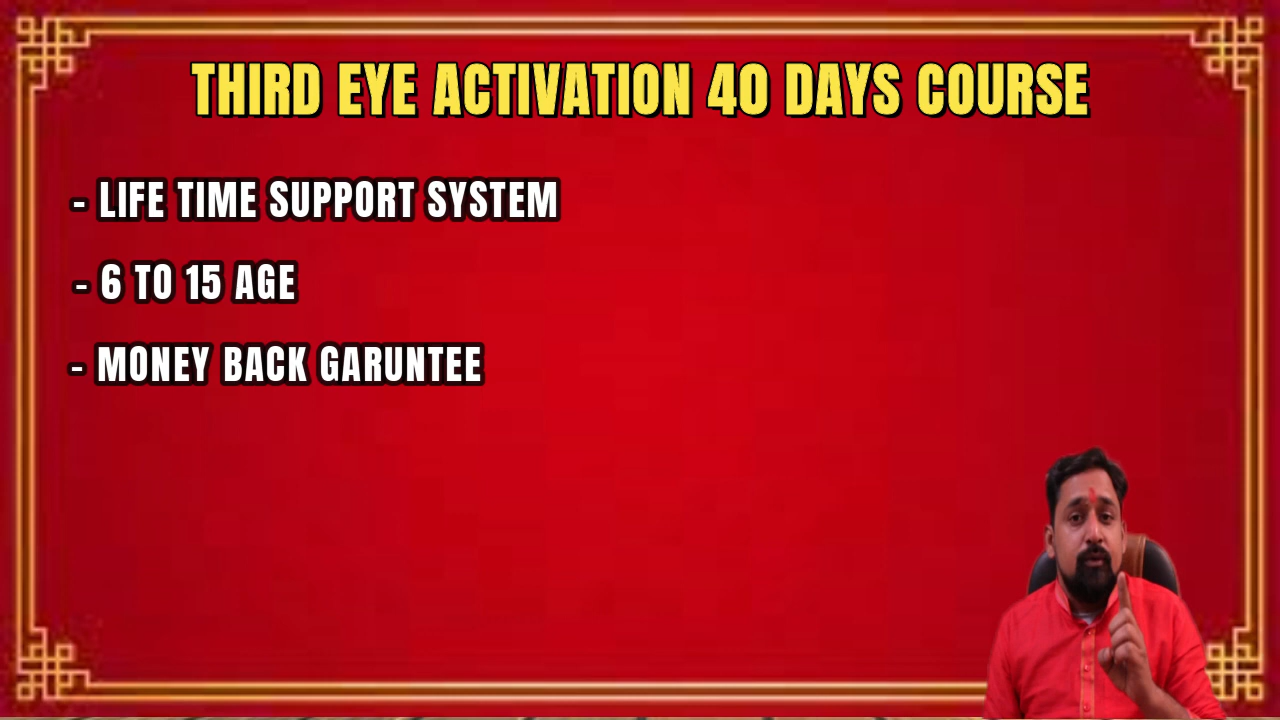 THIRD EYE ACTIVATION 40 DAYS COURSE
- LIFE TIME SUPPORT SYSTEM
- 6 TO 15 AGE
- MONEY BACK GARUNTEE